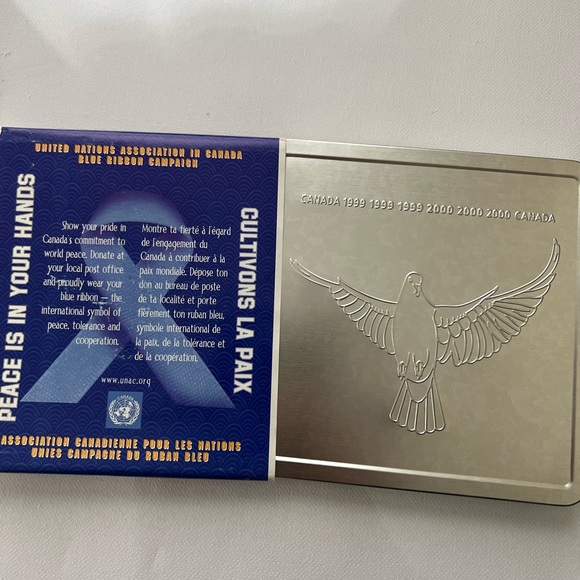 UNITED NATIONS ASSOCIATION IN CANADA
BLUE RIBBON CAMPAIGN
PEACE IS IN YOUR HANDS
Show your pride in
Canada's commitment to
world peace. Donate at
your local post office
and proudly wear your
blue ribbon – the
international symbol of
peace, tolerance and
cooperation.
Montre ta fierté à l'égard
de l'engagement du
Canada à contribuer à la
paix mondiale. Dépose ton
don au bureau de poste
de ta localité et porte
fièrement ton ruban bleu,
symbole international de
la paix, de la tolérance et
de la coopération.
CULTIVONS LA PAIX
www.unac.org
ASSOCIATION CANADIENNE POUR LES NATIONS
UNIES CAMPAGNE DU RUBAN BLEU
CANADA 1999 1999 1999 2000 2000 2000 CANADA